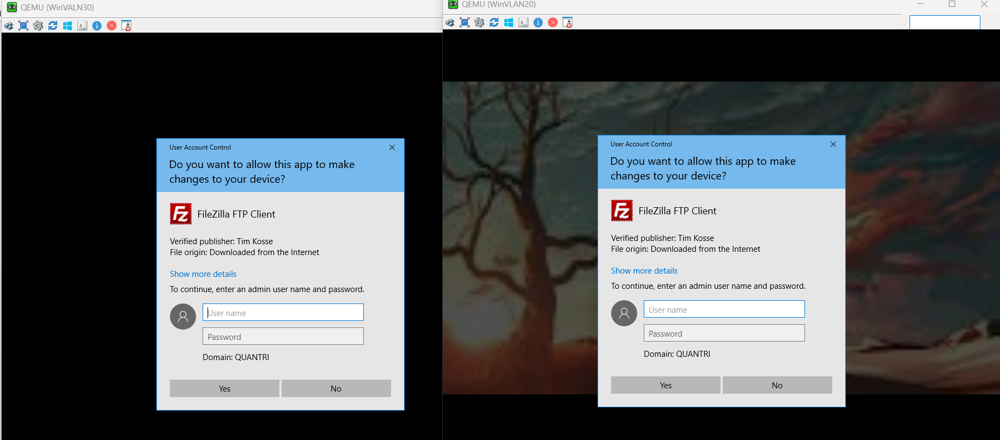 QEMU (WinVALN30)
User Account Control
Do you want to allow this app to make
changes to your device?
Fz
FileZilla FTP Client
Verified publisher: Tim Kosse
File origin: Downloaded from the Internet
Show more details
To continue, enter an admin user name and password.
User name
Password
Domain: QUANTRI
Yes
No
QEMU (WinVLAN20)
User Account Control
Do you want to allow this app to make
changes to your device?
Fz
FileZilla FTP Client
Verified publisher: Tim Kosse
File origin: Downloaded from the Internet
Show more details
To continue, enter an admin user name and password.
User name
Password
Domain: QUANTRI
Yes
No